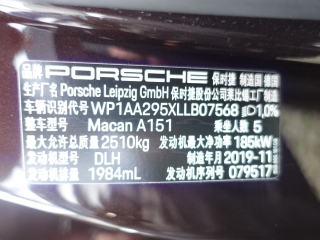 品牌 PORSCHE 保时捷 制造国 德国
生产厂名 Porsche Leipzig GmbH 保时捷股份公司莱比锡工厂制造
车辆识别代号 WP1AA295XLLB07568 1.0%
整车型号 Macan A151 乘坐人数 5
最大允许总质量 2510kg 发动机最大净功率 185kW
发动机型号 DLH 制造年月 2019-11
发动机排量 1984mL 发动机号 079517